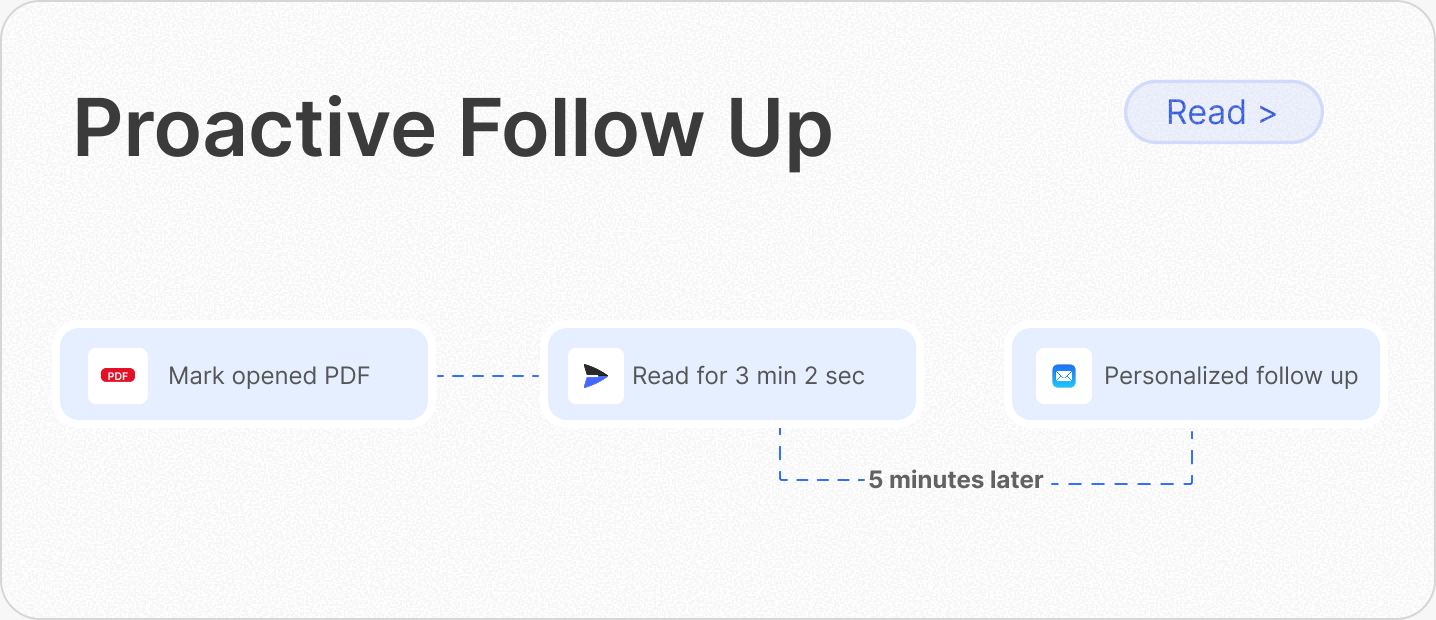 Proactive Follow Up
Read >
PDF
Mark opened PDF
Read for 3 min 2 sec
Personalized follow up
5 minutes later